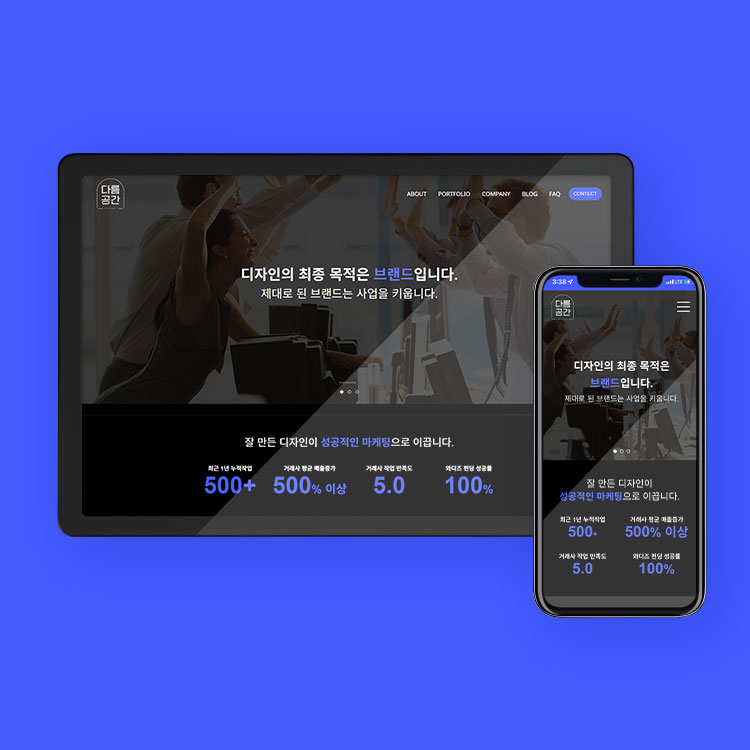 다름
공간
ABOUT PORTFOLIO COMPANY BLOG FAQ CONTECT
디자인의 최종 목적은 브랜드입니다.
제대로 된 브랜드는 사업을 키웁니다.
잘 만든 디자인이 성공적인 마케팅으로 이끕니다.
최근 1년 누적작업 거래사 평균 매출증가 거래사 작업 만족도 와디즈 펀딩 성공률
500+ 500% 이상 5.0 100%
3:38 LTE
다름
공간
디자인의 최종 목적은
브랜드입니다.
제대로 된 브랜드는 사업을 키웁니다.
잘 만든 디자인이
성공적인 마케팅으로 이끕니다.
최근 1년 누적작업 거래사 평균 매출증가
500+ 500% 이상
거래사 작업 만족도 와디즈 펀딩 성공률
5.0 100%